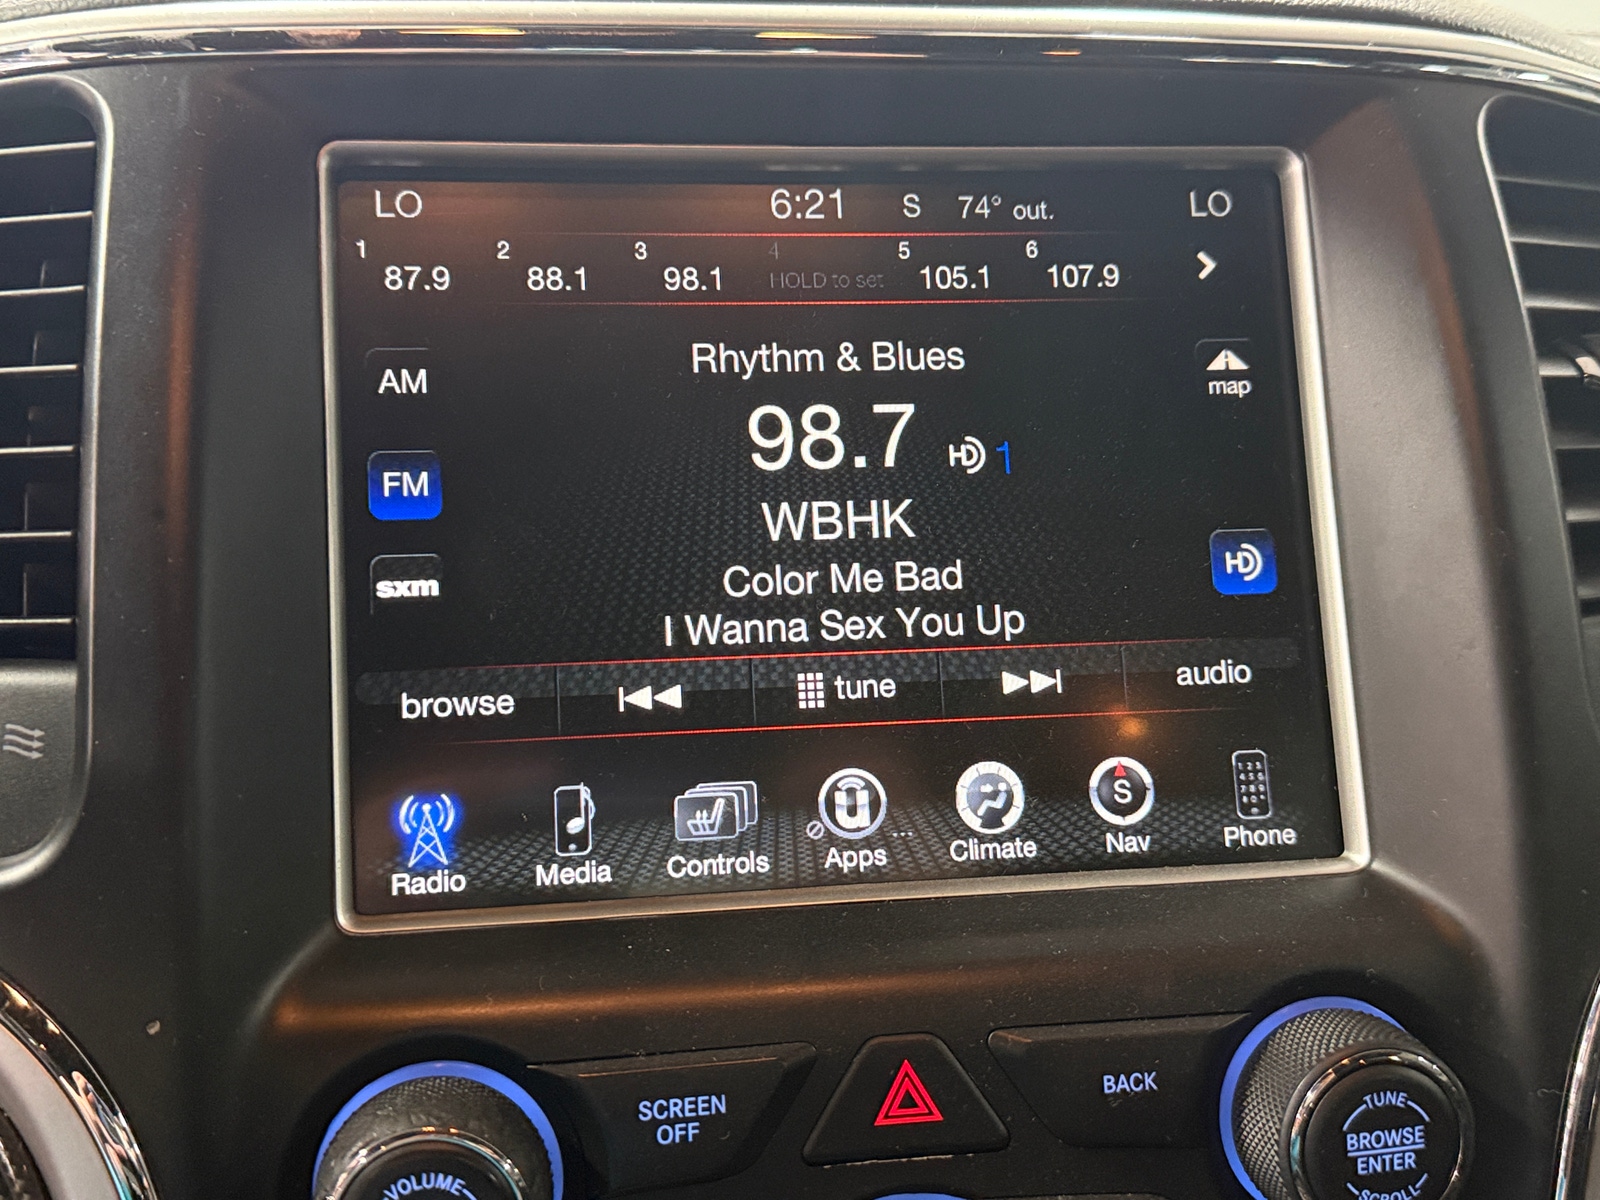 LO 6:21 S 74° out. LO
1 2 3 4 5 6
87.9 88.1 98.1 HOLD to set 105.1 107.9
Rhythm & Blues
AM
map
98.7 HD 1
FM
WBHK
HD
Color Me Bad
sxm
I Wanna Sex You Up
browse tune audio
S
Radio Media Controls Apps ... Climate Nav Phone
SCREEN
OFF
BACK
VOLUME
TUNE
BROWSE
ENTER
SCROLL